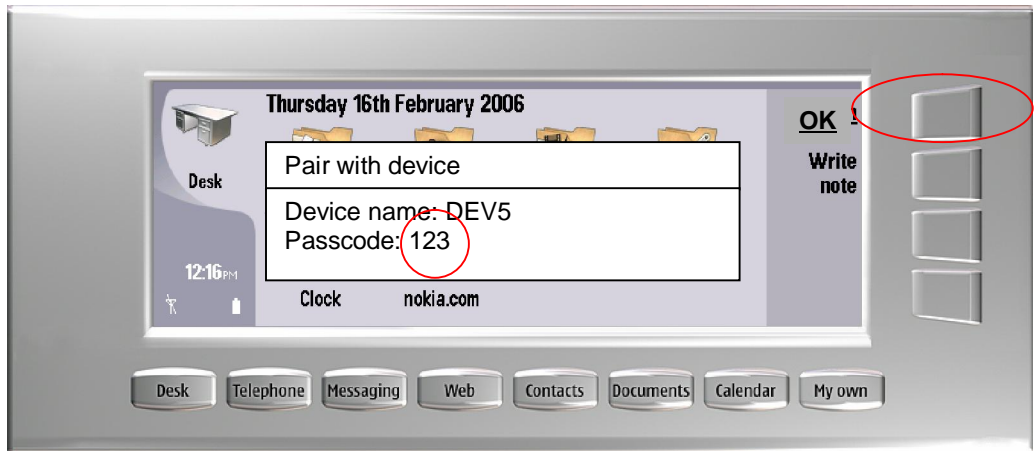 Thursday 16th February 2006
OK
Write
note
Desk
Pair with device
Device name: DEV5
Passcode: 123
12:16PM
Clock nokia.com
Desk Telephone Messaging Web Contacts Documents Calendar My own